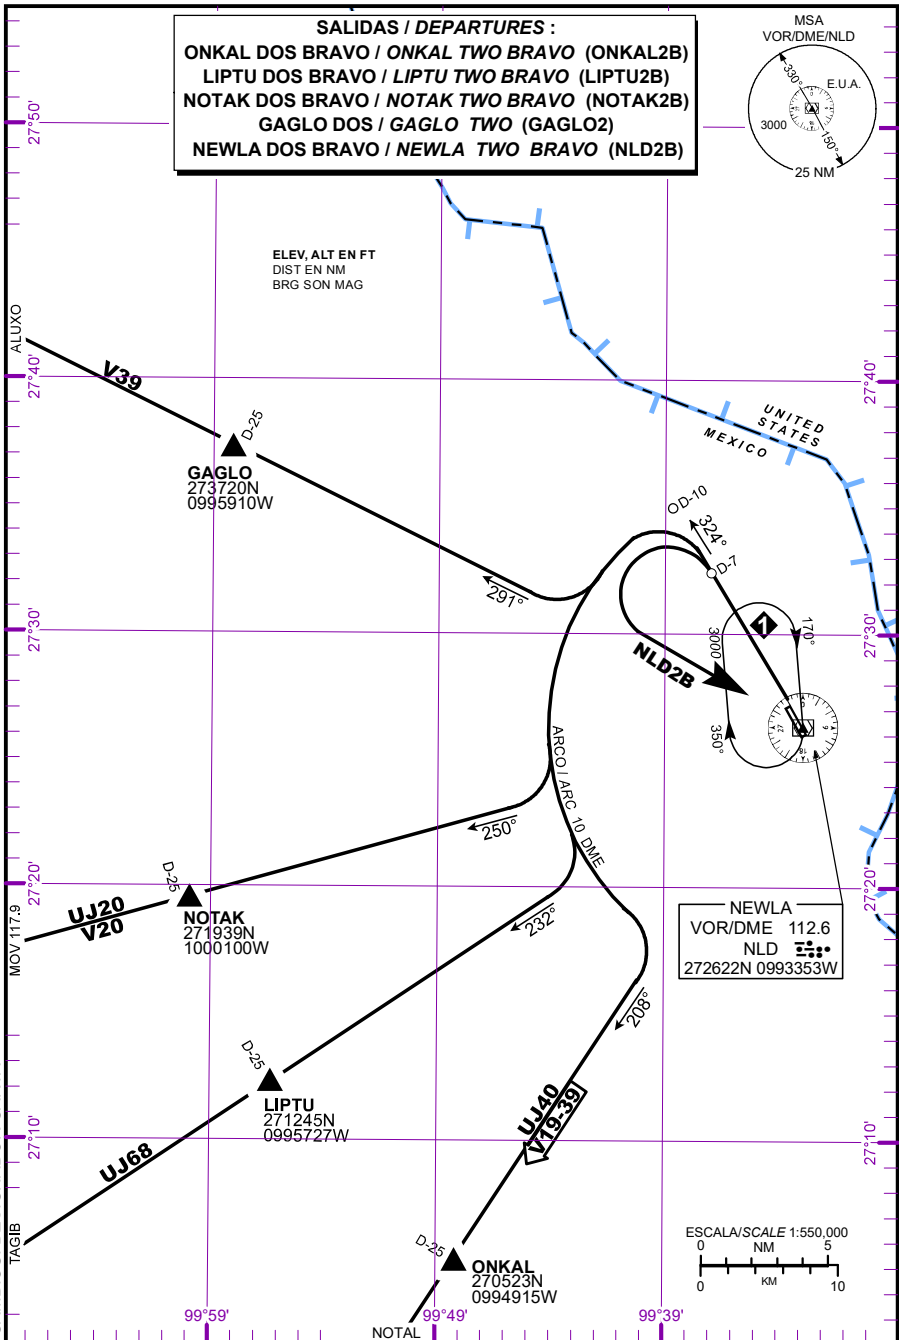 SALIDAS / DEPARTURES :
ONKAL DOS BRAVO / ONKAL TWO BRAVO (ONKAL2B)
LIPTU DOS BRAVO / LIPTU TWO BRAVO (LIPTU2B)
NOTAK DOS BRAVO / NOTAK TWO BRAVO (NOTAK2B)
GAGLO DOS / GAGLO TWO (GAGLO2)
NEWLA DOS BRAVO / NEWLA TWO BRAVO (NLD2B)
MSA
VOR/DME/NLD
330°
E.U.A.
3000
150°
25 NM
27°50'
ELEV, ALT EN FT
DIST EN NM
BRG SON MAG
ALUXO
V39
27°40'
27°40'
UNITED
STATES
MEXICO
D-25
GAGLO
273720N
0995910W
D-10
324°
D-7
291°
27°30'
27°30'
1
170°
3000
350°
NLD2B
0
9
18
27
ARCO / ARC 10 DME
250°
D-25
27°20'
27°20'
UJ20
V20
NOTAK
271939N
1000100W
MOV 117.9
232°
NEWLA
VOR/DME 112.6
NLD
272622N 0993353W
208°
D-25
LIPTU
271245N
0995727W
UJ40
V19-39
27°10'
27°10'
UJ68
TAGIB
D-25
ONKAL
270523N
0994915W
ESCALA/SCALE 1:550,000
0 NM 5
0 KM 10
99°59'
99°49'
99°39'
NOTAL